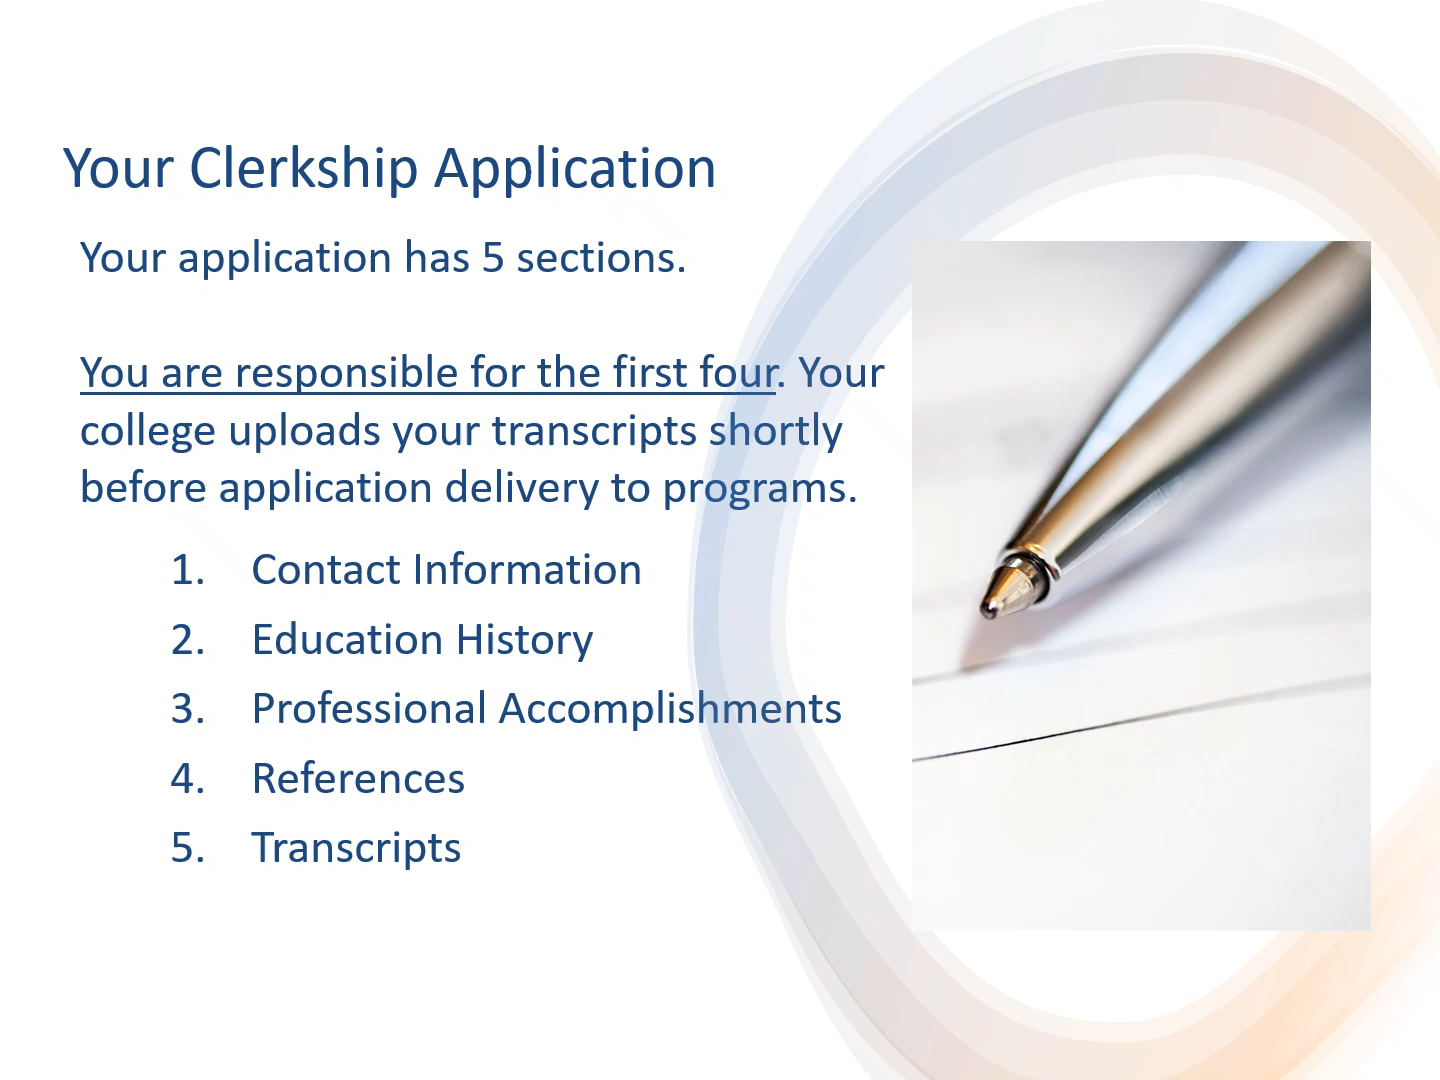 Your Clerkship Application
Your application has 5 sections.
You are responsible for the first four. Your
college uploads your transcripts shortly
before application delivery to programs.
1. Contact Information
2. Education History
3. Professional Accomplishments
4. References
5. Transcripts